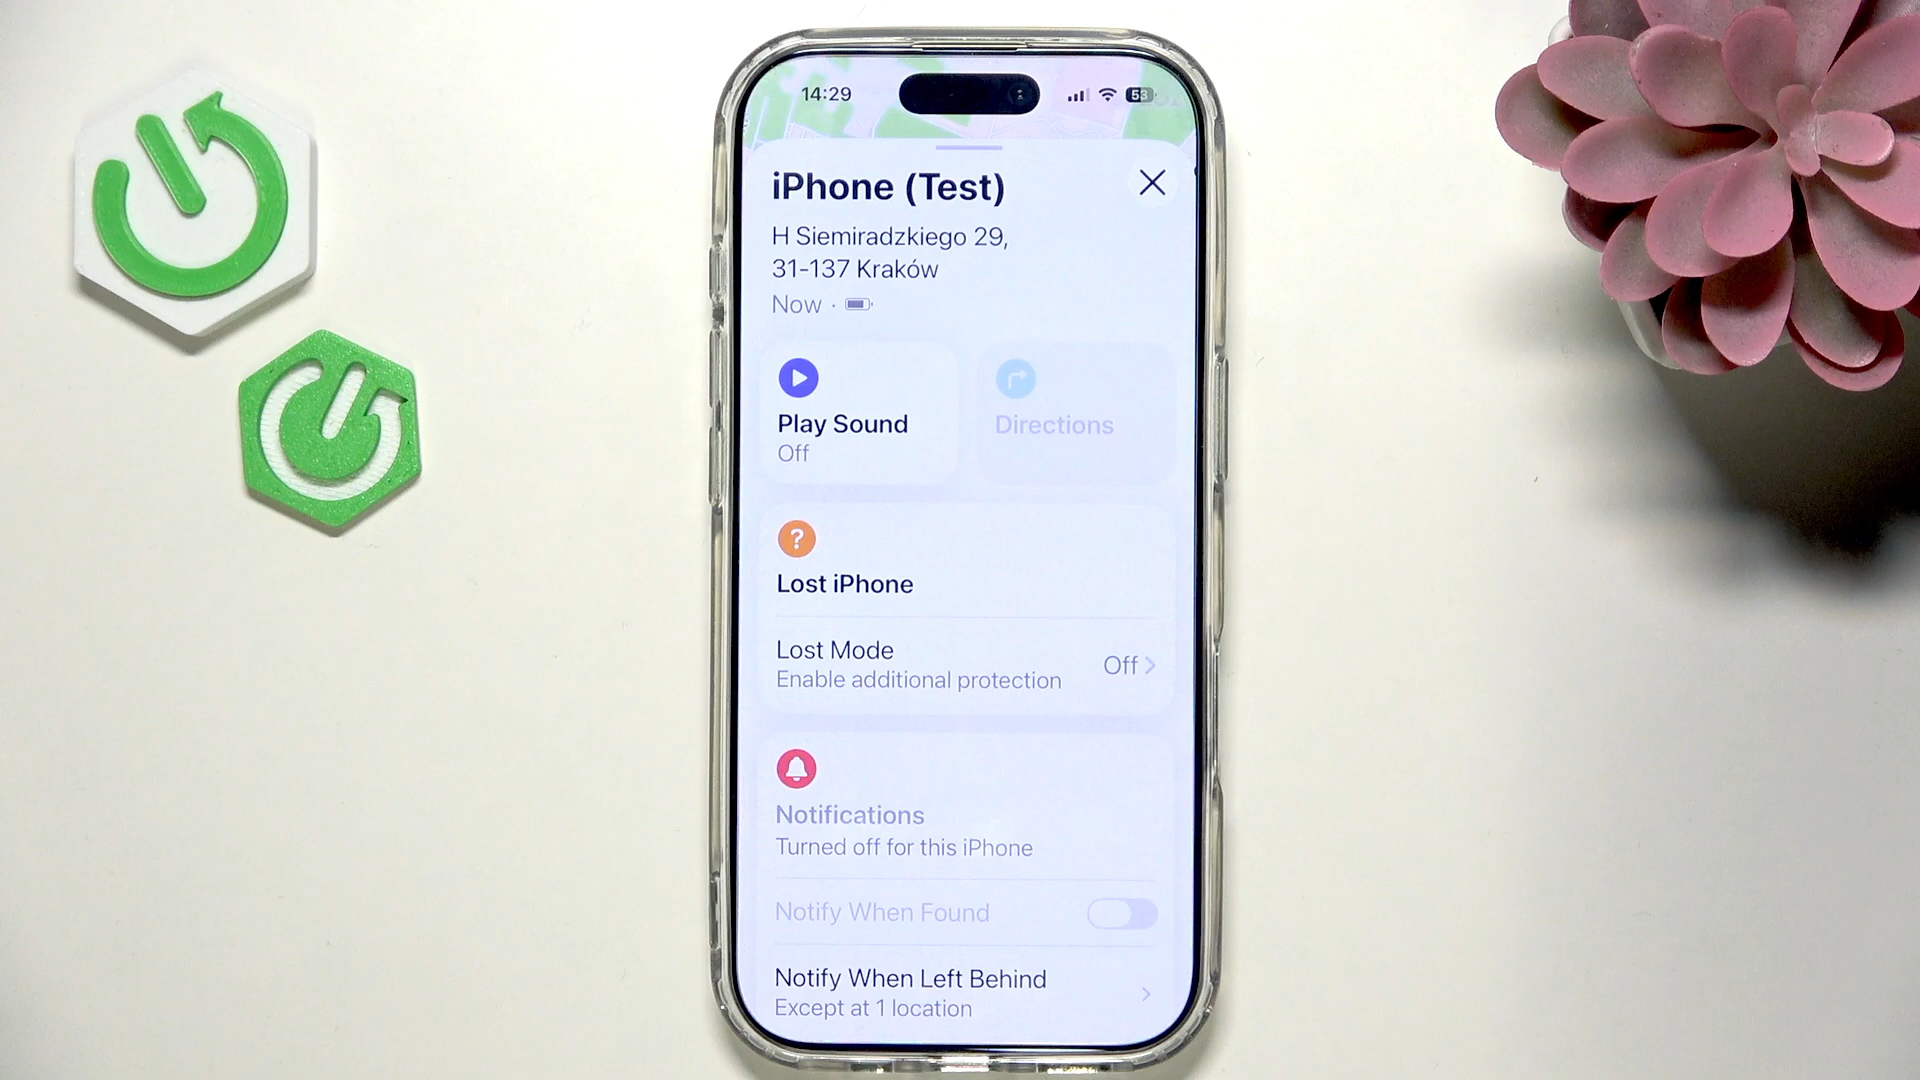 14:29
53
iPhone (Test)
H Siemiradzkiego 29,
31-137 Kraków
Now ·
Play Sound
Off
Directions
?
Lost iPhone
Lost Mode
Enable additional protection
Off
Notifications
Turned off for this iPhone
Notify When Found
Notify When Left Behind
Except at 1 location